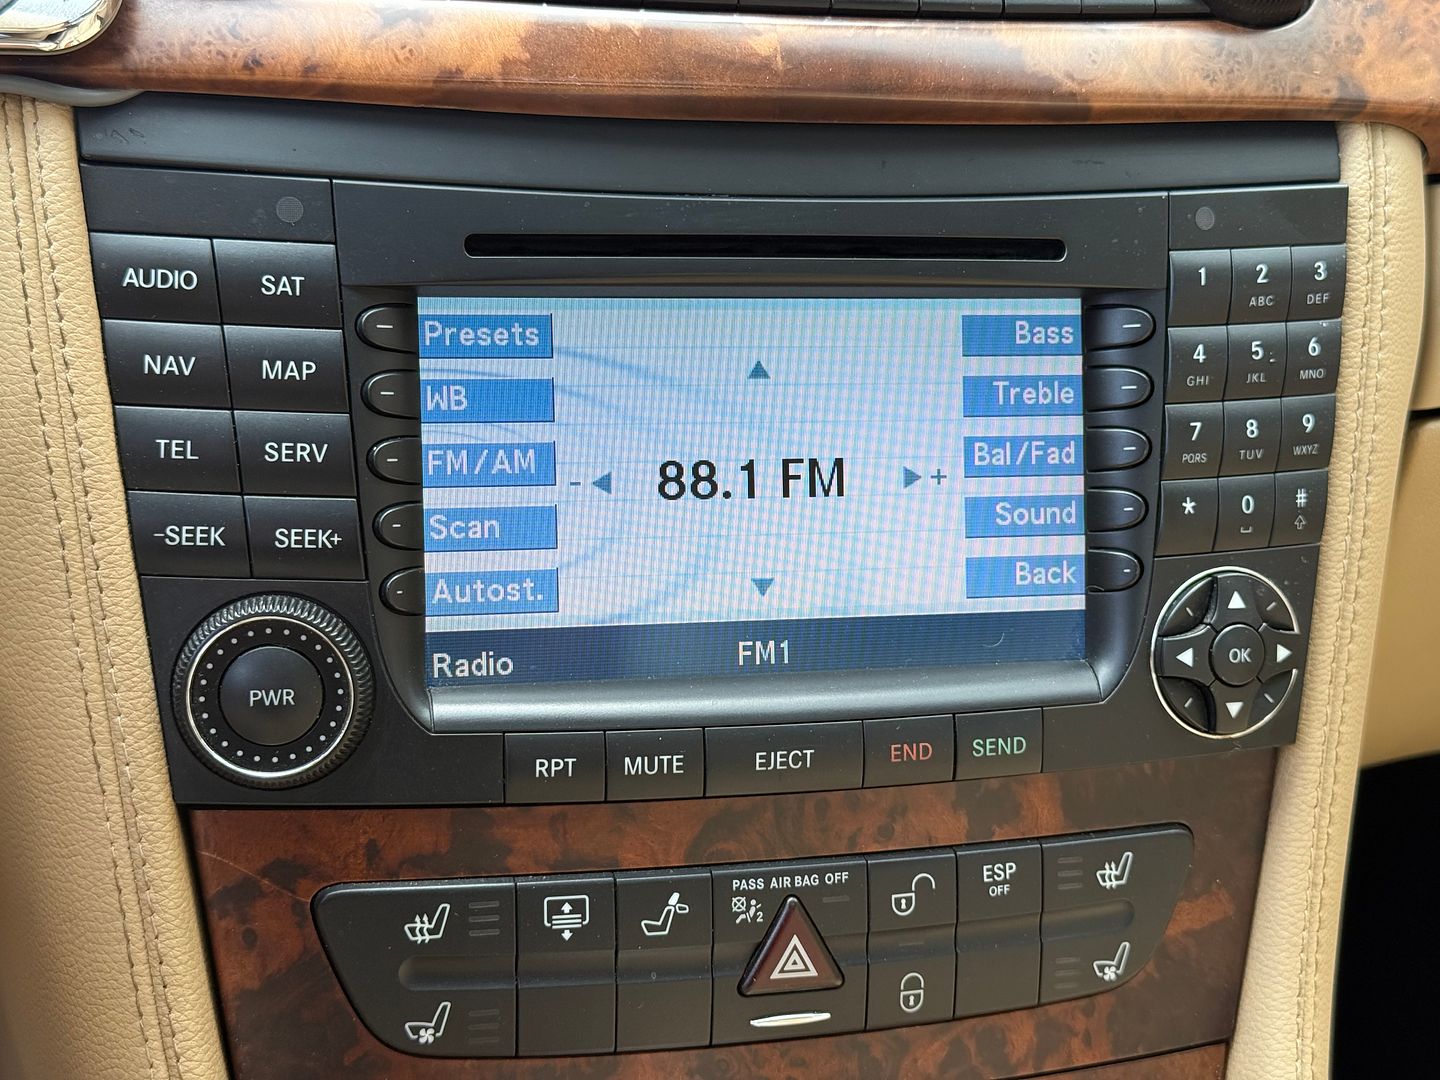 AUDIO SAT
NAV MAP
TEL SERV
-SEEK SEEK+
PWR
Presets
WB
FM/AM
Scan
Autost.
- 88.1 FM +
Bass
Treble
Bal/Fad
Sound
Back
Radio FM1
1 2 3
ABC DEF
4 5 6
GHI JKL MNO
7 8 9
PQRS TUV WXYZ
* 0 #
OK
RPT MUTE EJECT END SEND
PASS AIR BAG OFF
2
ESP
OFF